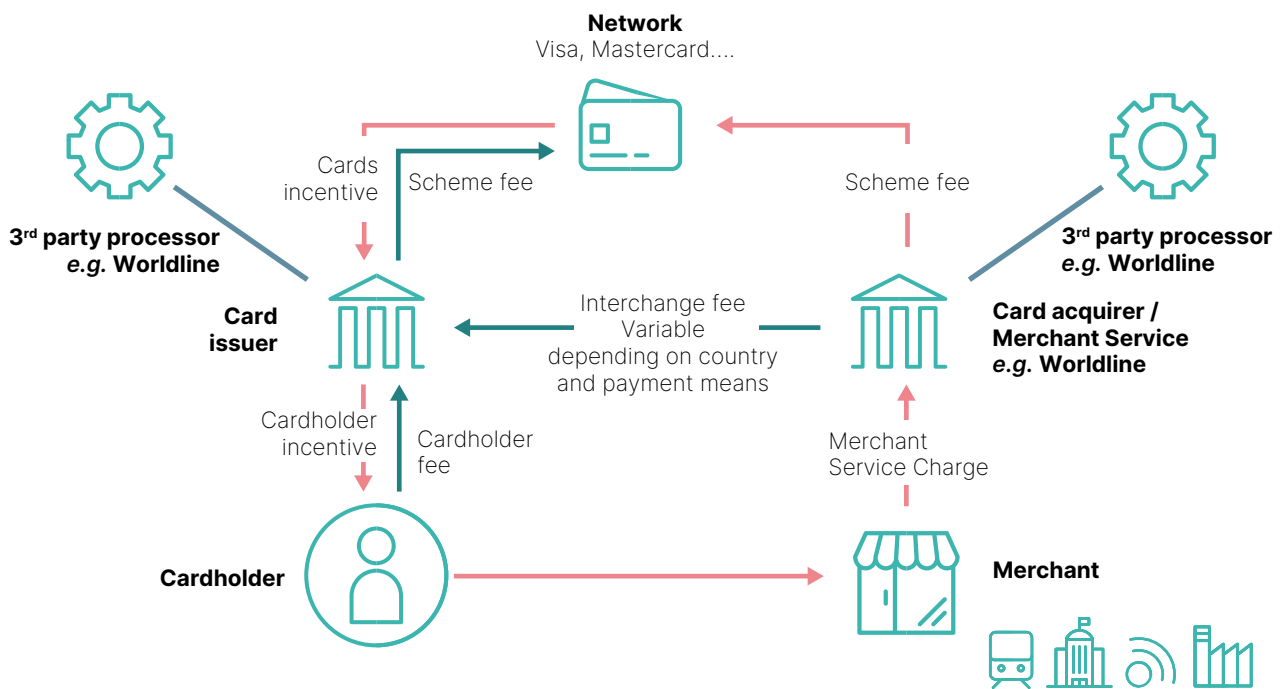 Network
Visa, Mastercard....
Cards
incentive
Scheme fee
Scheme fee
3rd party processor
e.g. Worldline
3rd party processor
e.g. Worldline
Card
issuer
Interchange fee
Variable
depending on country
and payment means
Card acquirer /
Merchant Service
e.g. Worldline
Cardholder
incentive
Cardholder
fee
Merchant
Service Charge
Cardholder
Merchant